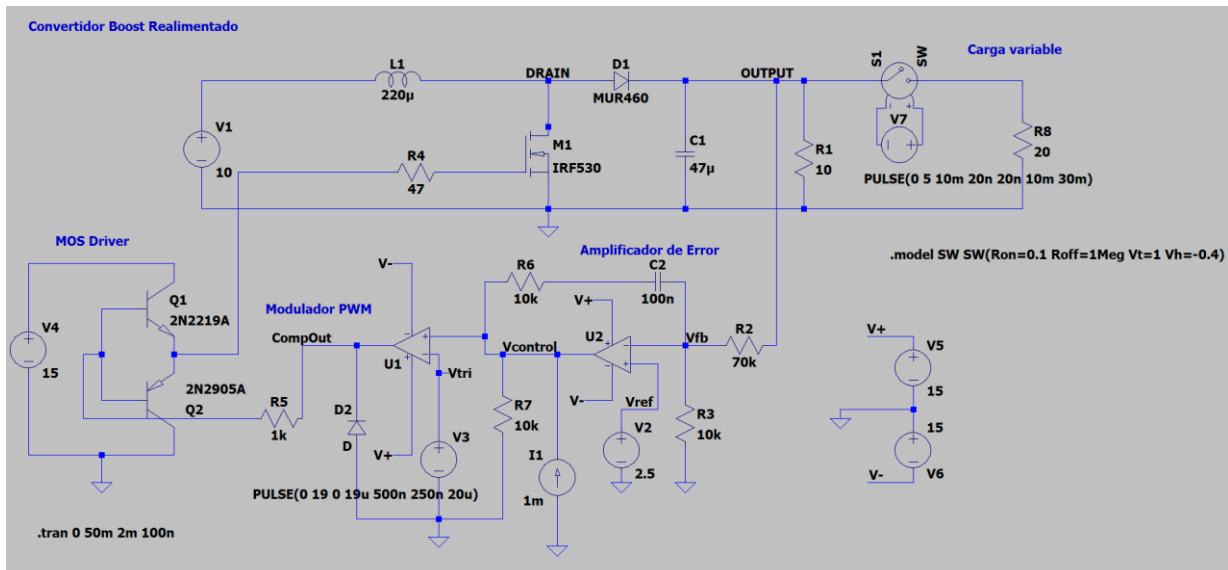 Convertidor Boost Realimentado
Carga variable
L1
220µ
DRAIN
D1
MUR460
OUTPUT
S1
SW
V1
10
R4
47
M1
IRF530
C1
47µ
R1
10
V7
PULSE(0 5 10m 20n 20n 10m 30m)
R8
20
.model SW SW(Ron=0.1 Roff=1Meg Vt=1 Vh=-0.4)
MOS Driver
V4
15
Q1
2N2219A
2N2905A
Q2
R5
1k
Modulador PWM
CompOut
V-
U1
V+
D2
D
Vtri
V3
PULSE(0 19 0 19u 500n 250n 20u)
Amplificador de Error
R6
10k
C2
100n
V+
U2
V-
Vcontrol
Vfb
R2
70k
R7
10k
I1
1m
Vref
V2
2.5
R3
10k
V+
V5
15
15
V-
V6
.tran 0 50m 2m 100n